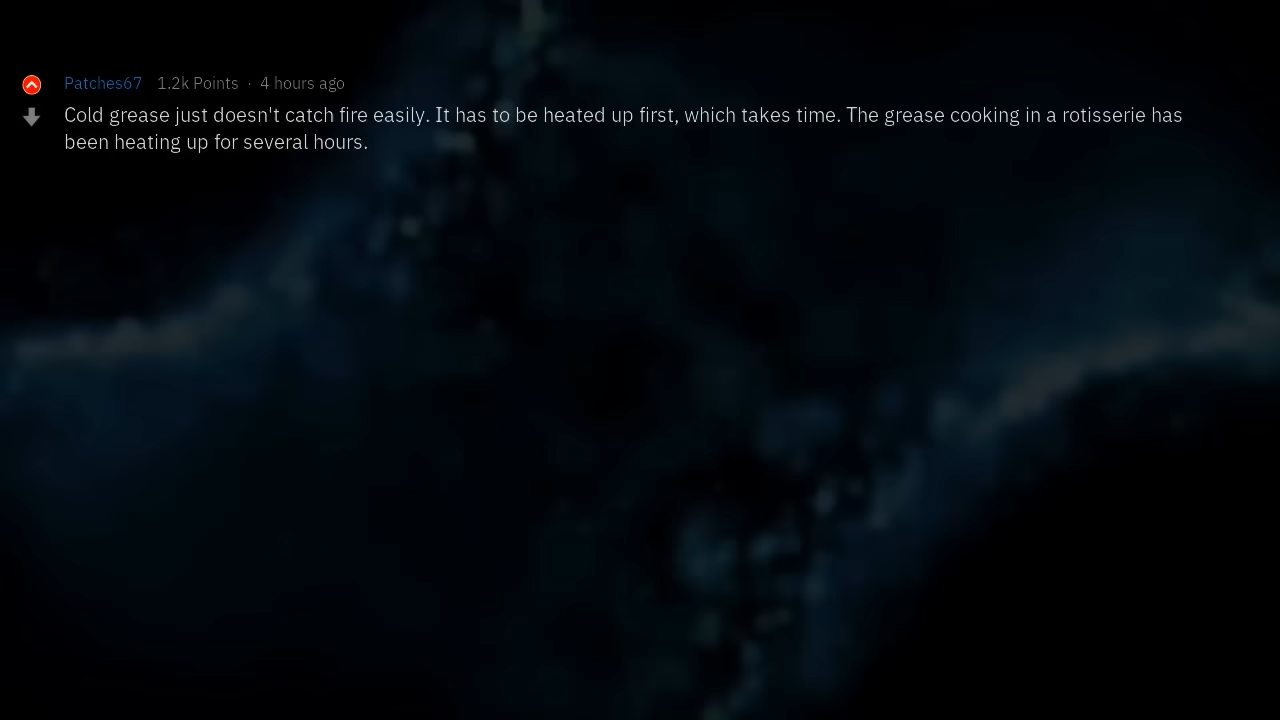 Patches67 1.2k Points · 4 hours ago
Cold grease just doesn't catch fire easily. It has to be heated up first, which takes time. The grease cooking in a rotisserie has
been heating up for several hours.